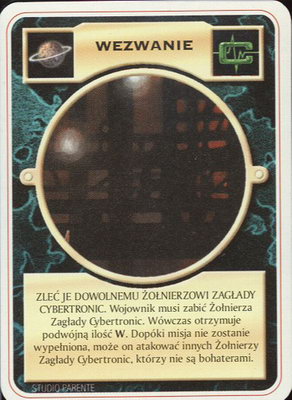 WEZWANIE
ZLEĆ JE DOWOLNEMU ŻOŁNIERZOWI ZAGŁADY
CYBERTRONIC. Wojownik musi zabić Żołnierza
Zagłady Cybertronic. Wówczas otrzymuje
podwójną ilość W. Dopóki misja nie zostanie
wypełniona, może on atakować innych Żołnierzy
Zagłady Cybertronic, którzy nie są bohaterami.
STUDIO PARENTE